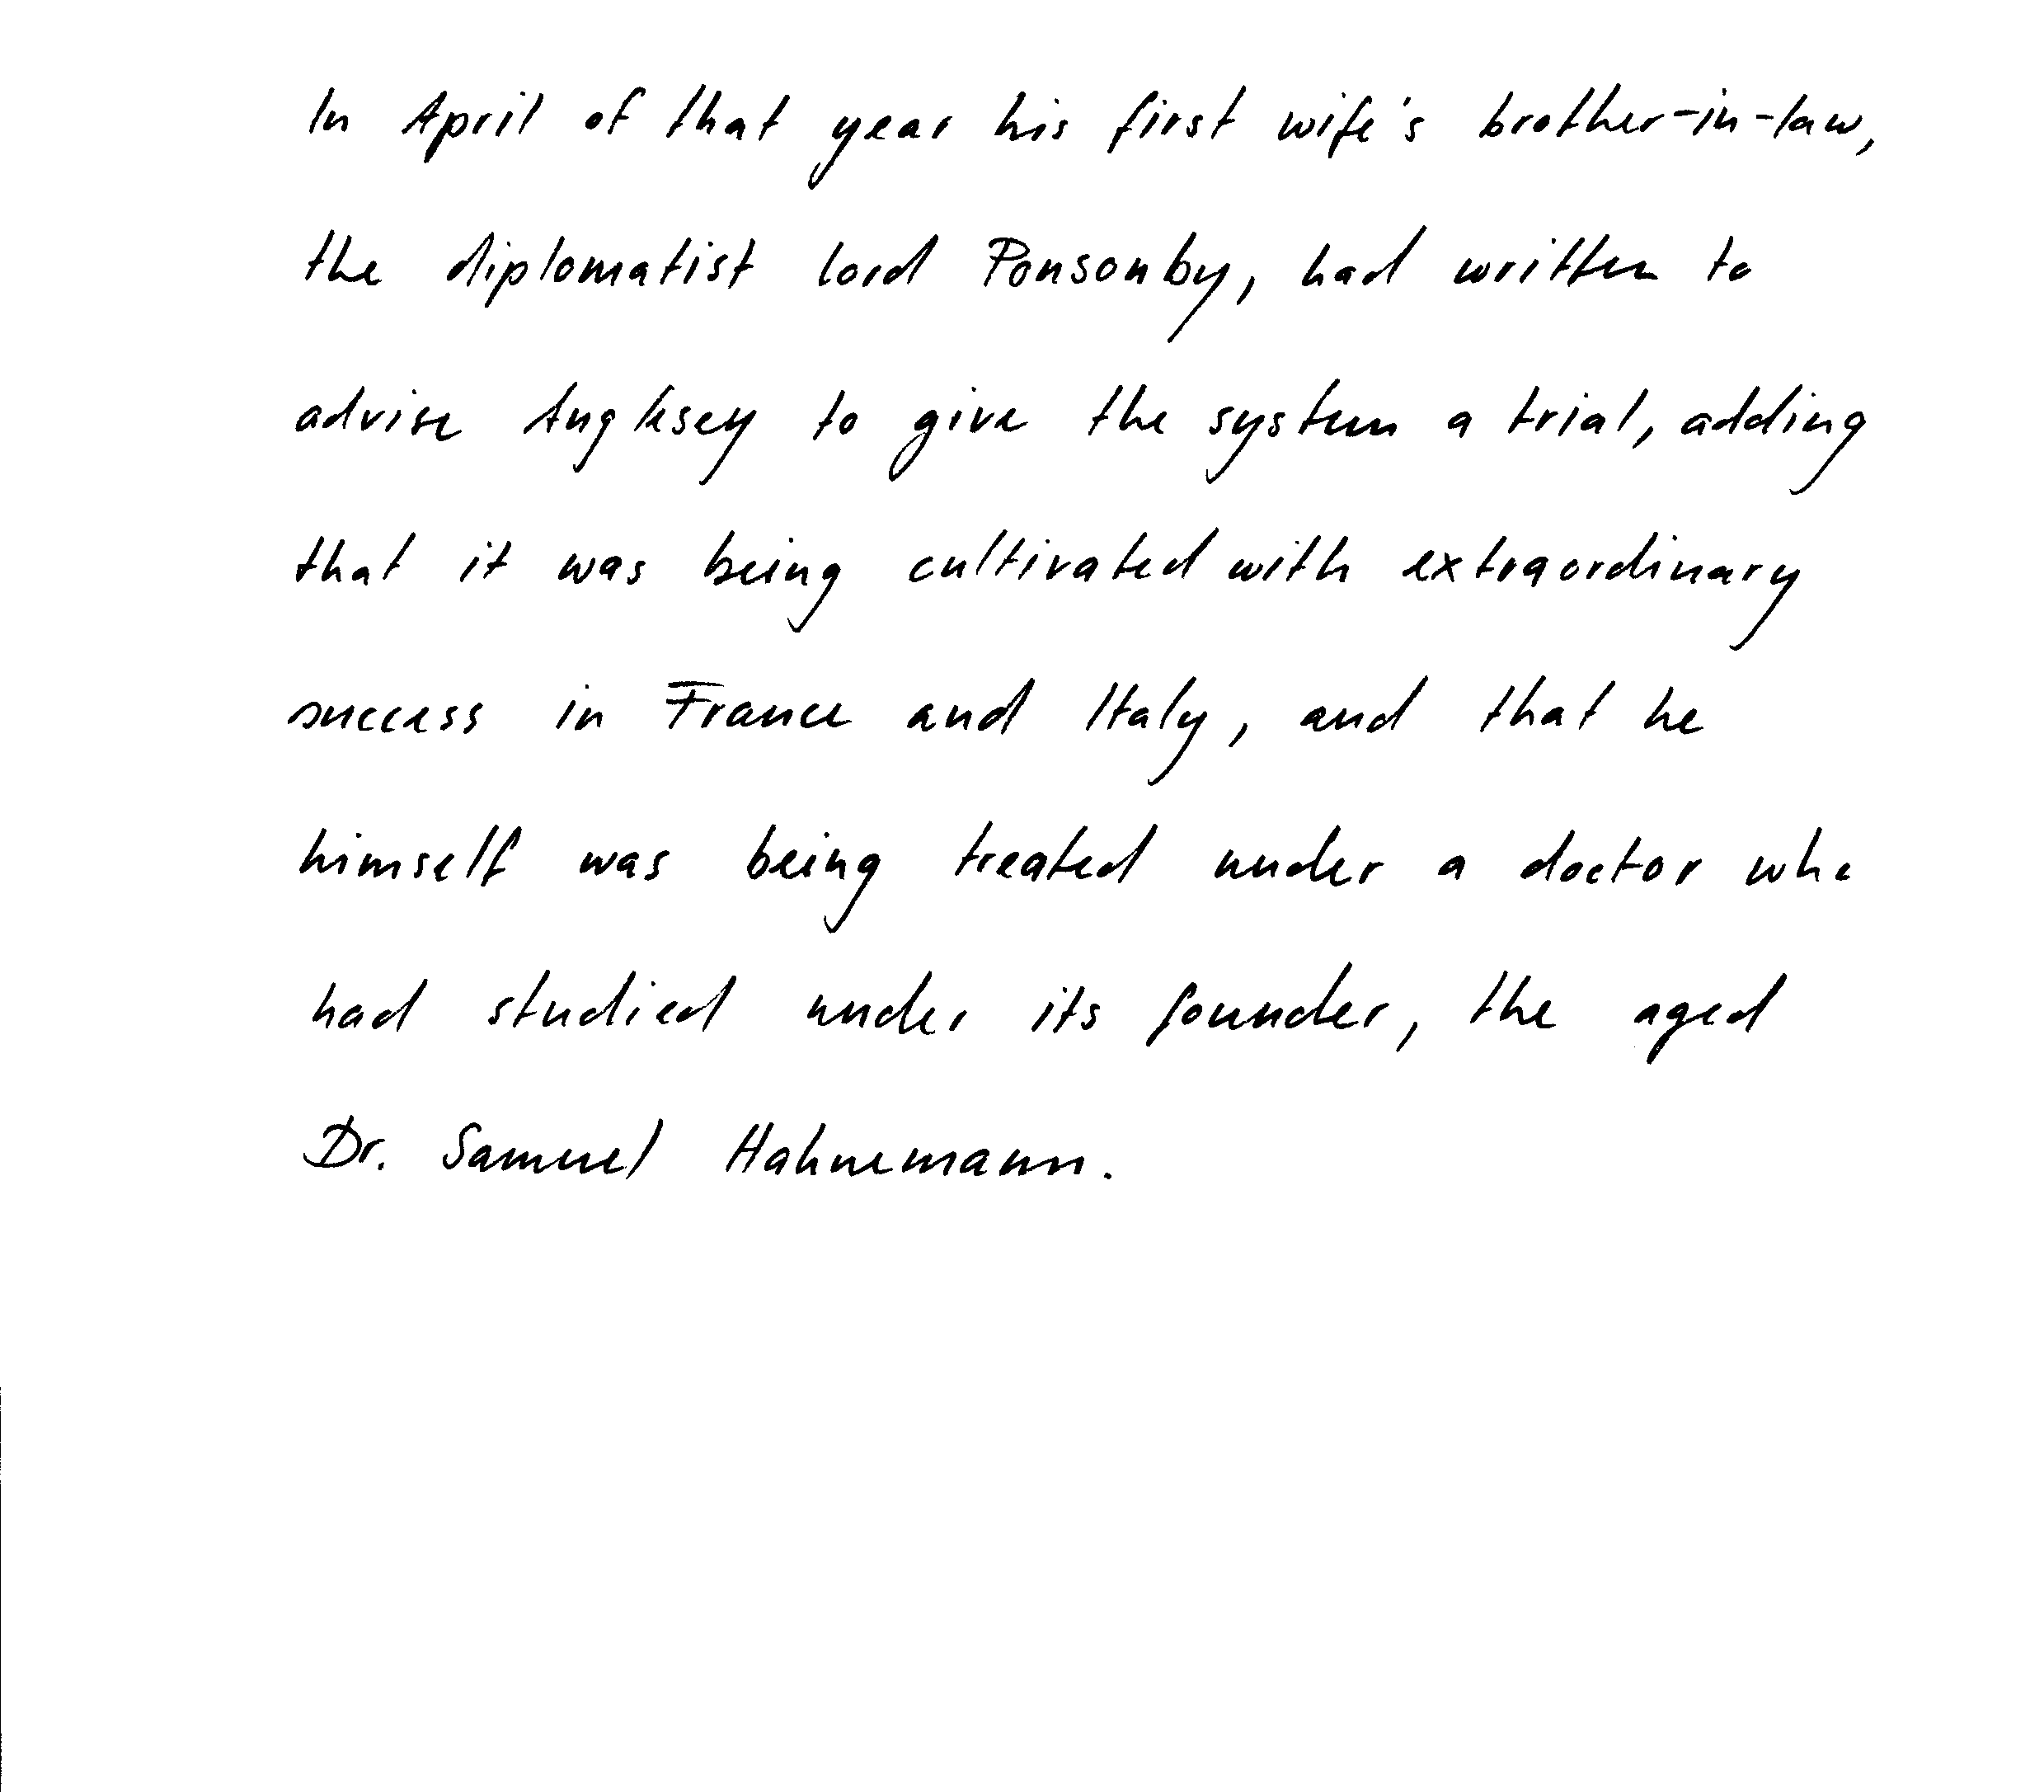 In April of that year his first wife's brother-in-law,
the diplomatist lord Ponsonby, had written to
advise Anglesey to give the system a trial, adding
that it was being cultivated with extraordinary
success in France and Italy, and that he
himself was being treated under a doctor who
had studied under its founder, the aged
Dr. Samuel Hahnemann.